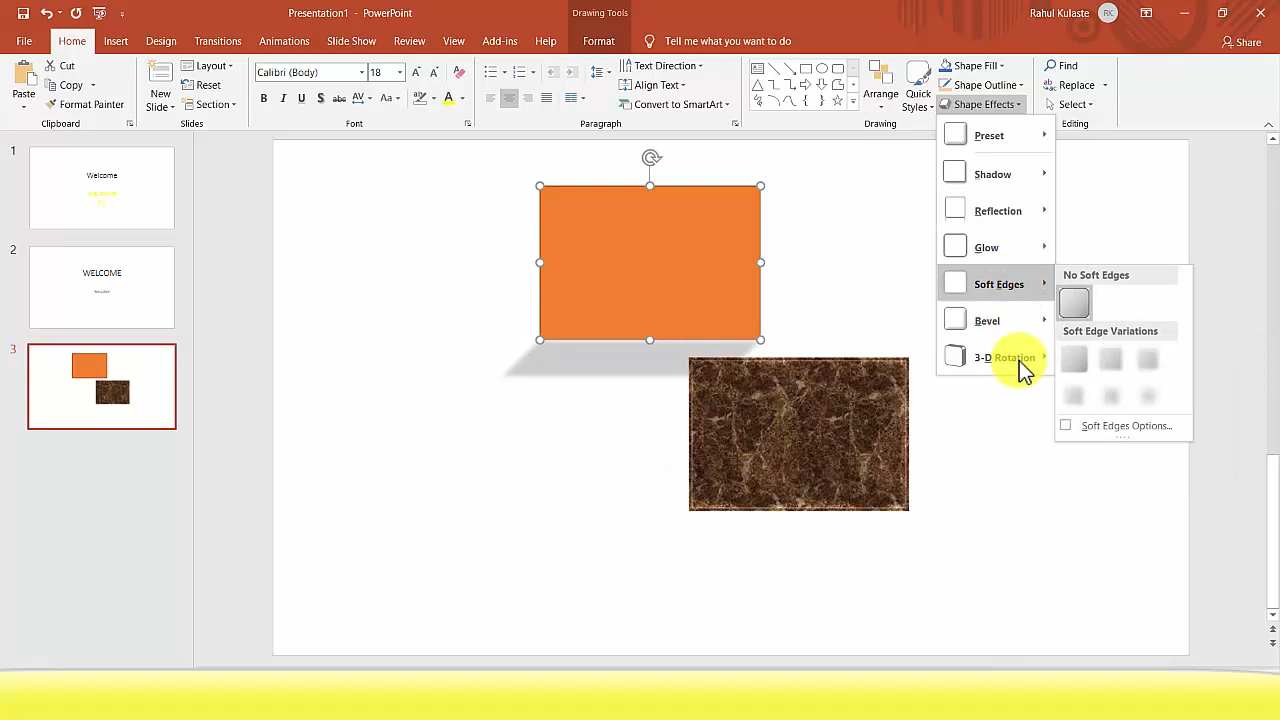 Presentation1 - PowerPoint
Drawing Tools
Rahul Kulaste RK
File Home Insert Design Transitions Animations Slide Show Review View Add-ins Help Format Tell me what you want to do Share
Paste
Cut
Copy
Format Painter
Clipboard
New
Slide
Layout
Reset
Section
Slides
Calibri (Body) 18
B I U S abc AV Aa A
Font
Text Direction
Align Text
Convert to SmartArt
Paragraph
Arrange
Quick
Styles
Shape Fill
Shape Outline
Shape Effects
Drawing
Find
Replace
Select
Editing
1
Welcome
2
WELCOME
3
Preset
Shadow
Reflection
Glow
Soft Edges
Bevel
3-D Rotation
No Soft Edges
Soft Edge Variations
Soft Edges Options...